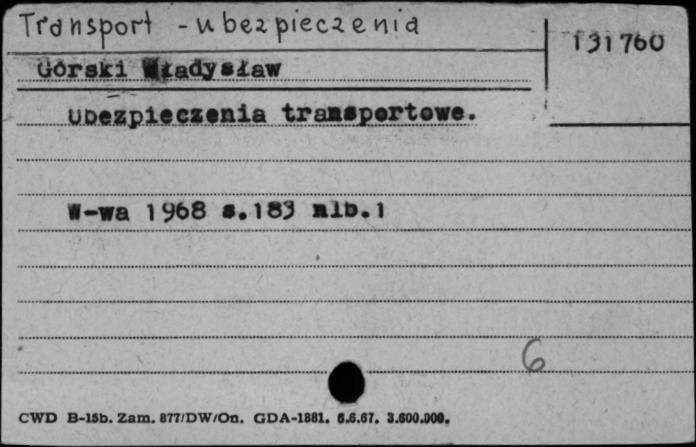 Transport - ubezpieczenia
131760
Górski Władysław
Ubezpieczenia transportowe.
W-wa 1968 s.183 nlb.1
6
CWD B-15b. Zam. 877/DW/On. GDA-1881. 6.6.67. 3.600.000.